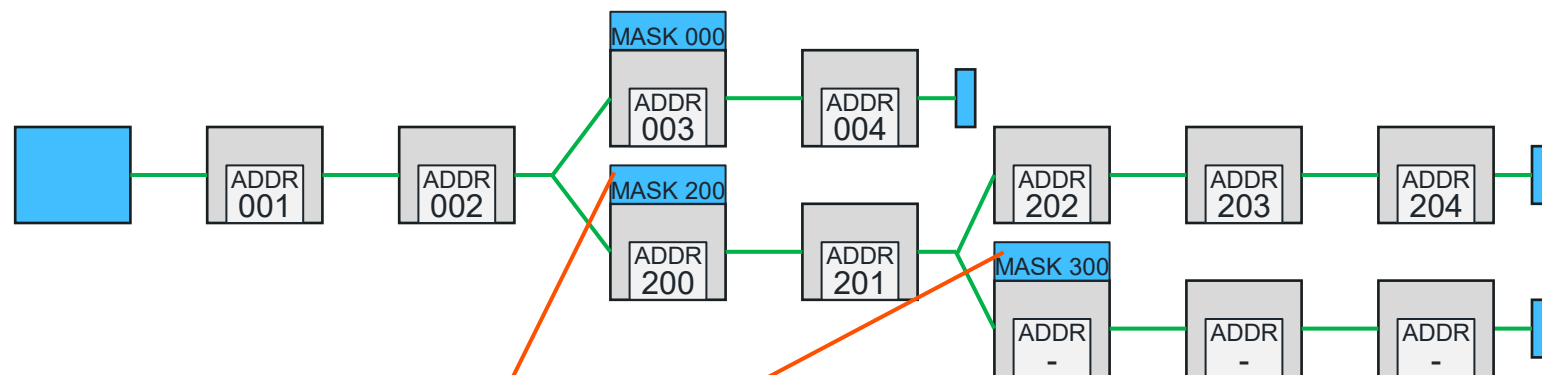 MASK 000
ADDR
003
ADDR
004
ADDR
001
ADDR
002
MASK 200
ADDR
200
ADDR
201
ADDR
202
ADDR
203
ADDR
204
MASK 300
ADDR
-
ADDR
-
ADDR
-